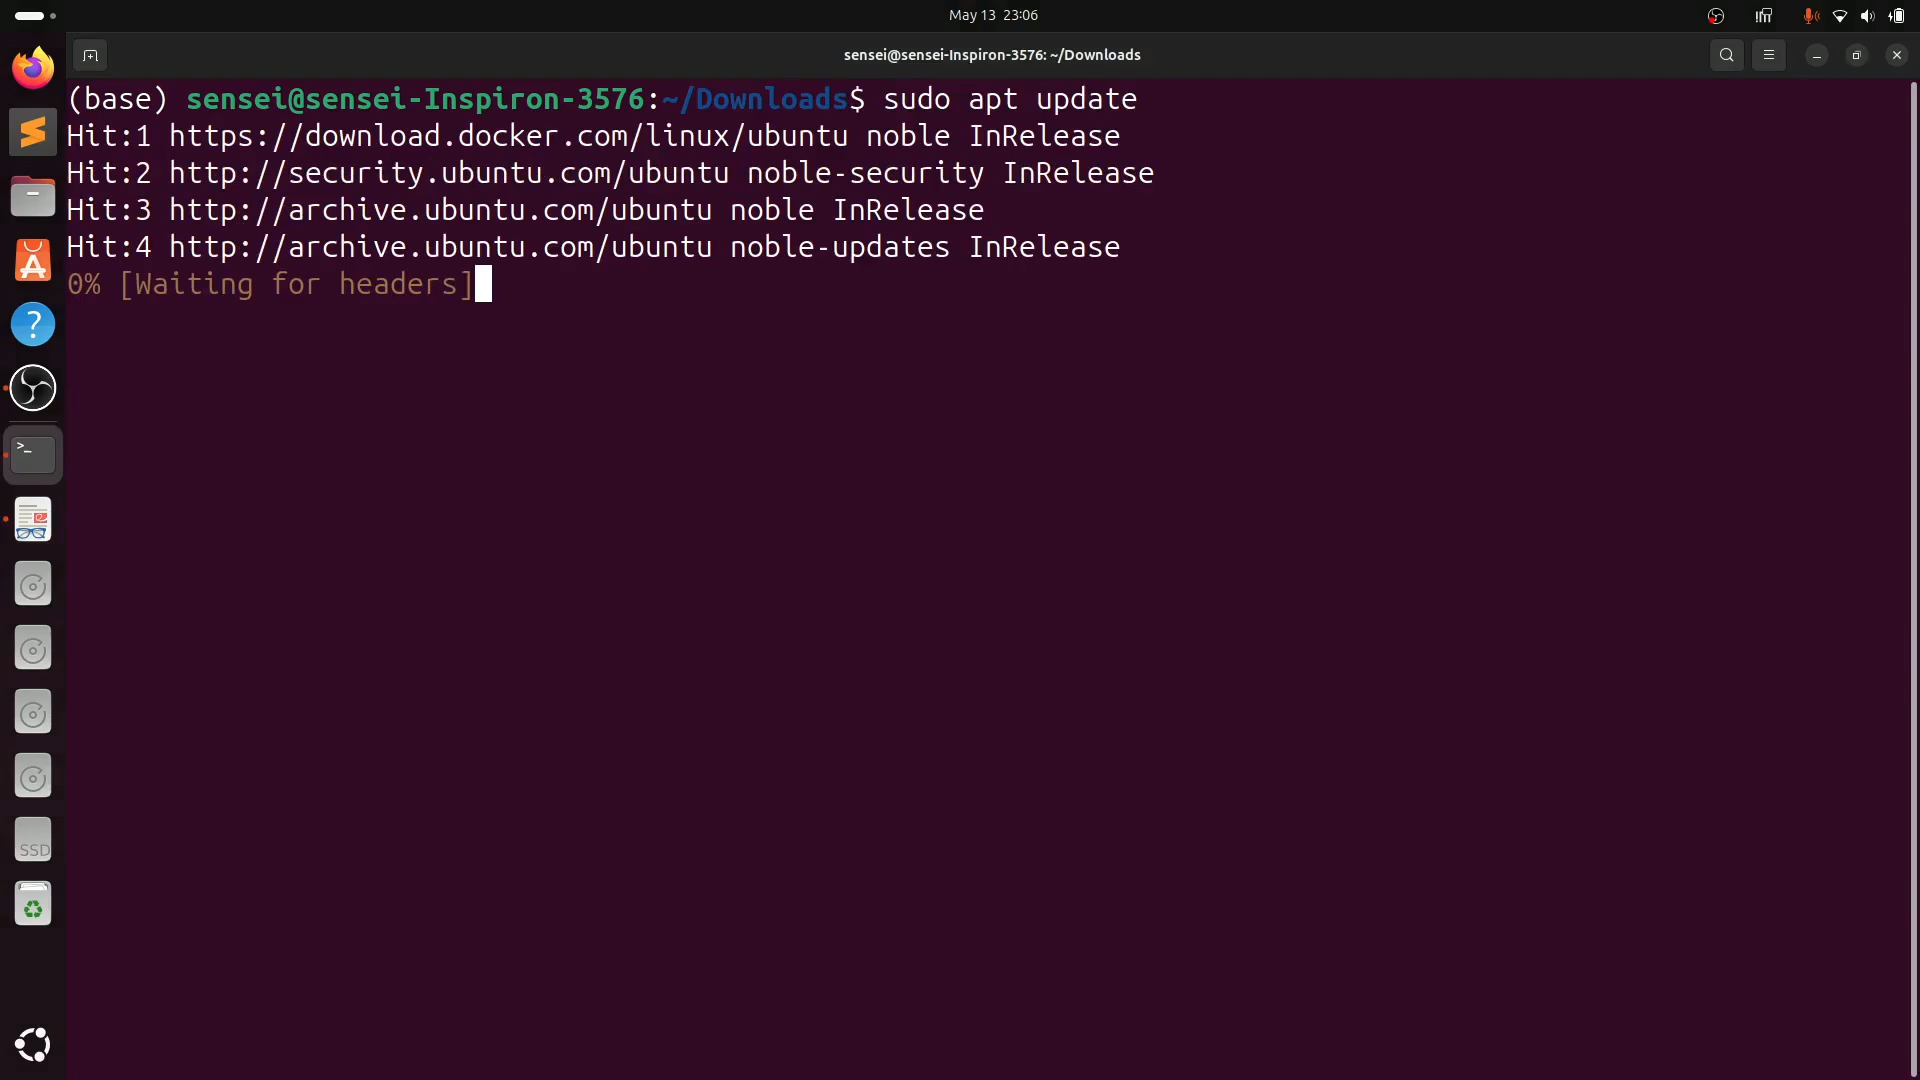 May 13 23:06
sensei@sensei-Inspiron-3576: ~/Downloads
(base) sensei@sensei-Inspiron-3576:~/Downloads$ sudo apt update
Hit:1 https://download.docker.com/linux/ubuntu noble InRelease
Hit:2 http://security.ubuntu.com/ubuntu noble-security InRelease
Hit:3 http://archive.ubuntu.com/ubuntu noble InRelease
Hit:4 http://archive.ubuntu.com/ubuntu noble-updates InRelease
0% [Waiting for headers]
SSD